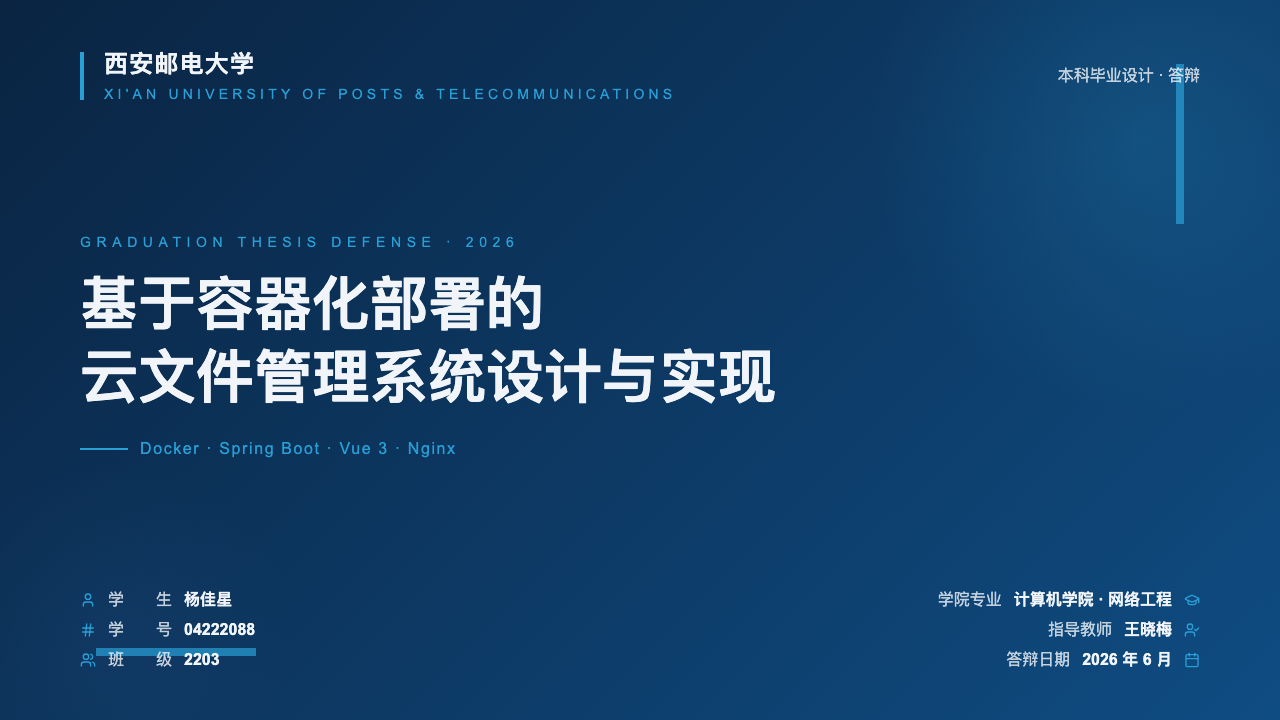 西安邮电大学
XI'AN UNIVERSITY OF POSTS & TELECOMMUNICATIONS
本科毕业设计 · 答辩
GRADUATION THESIS DEFENSE · 2026
基于容器化部署的
云文件管理系统设计与实现
Docker · Spring Boot · Vue 3 · Nginx
学 生 杨佳星
学 号 04222088
班 级 2203
学院专业 计算机学院 · 网络工程
指导教师 王晓梅
答辩日期 2026 年 6 月